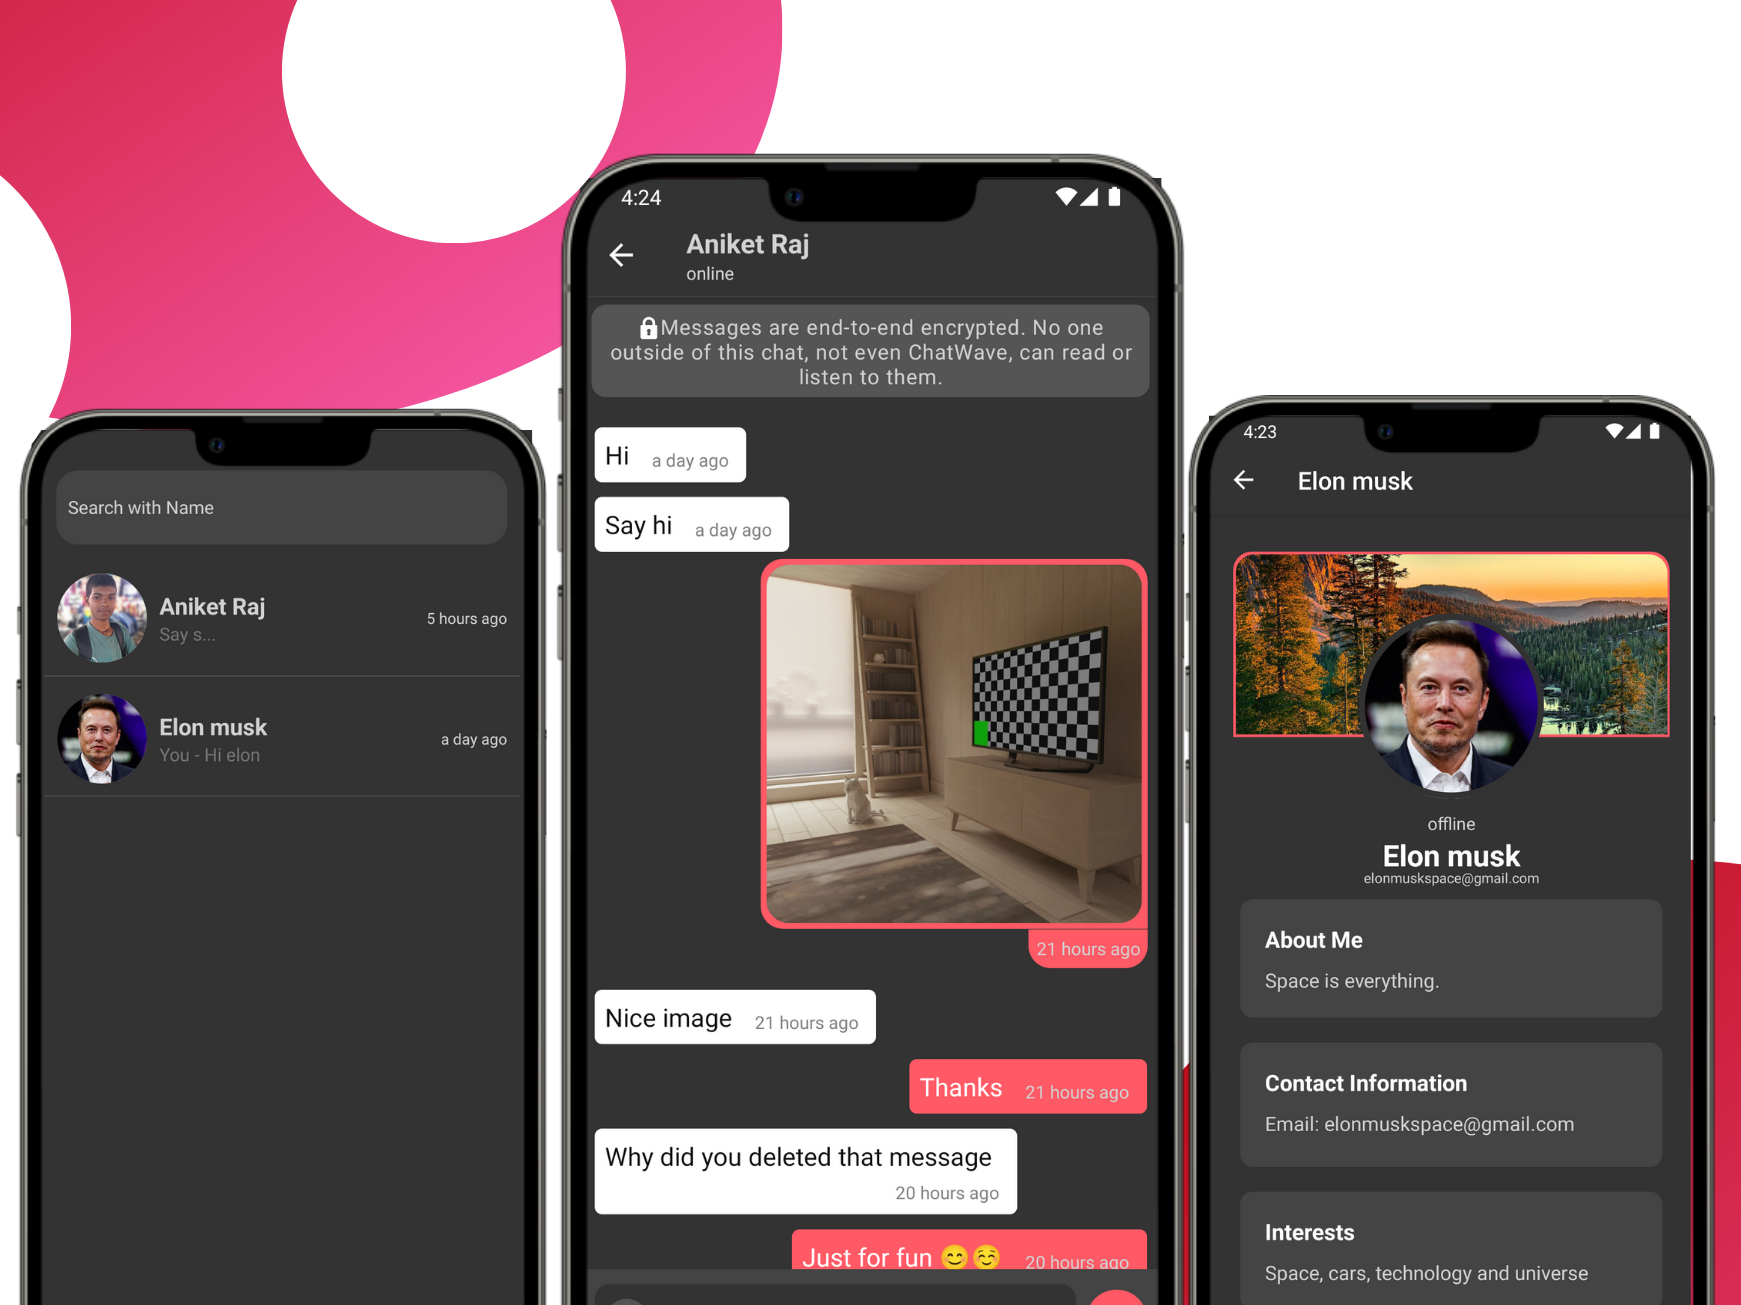 Search with Name
Aniket Raj
Say s...
5 hours ago
Elon musk
You - Hi elon
a day ago
4:24
Aniket Raj
online
Messages are end-to-end encrypted. No one
outside of this chat, not even ChatWave, can read or
listen to them.
Hi a day ago
Say hi a day ago
21 hours ago
Nice image 21 hours ago
Thanks 21 hours ago
Why did you deleted that message
20 hours ago
Just for fun 😊☺️ 20 hours ago
4:23
Elon musk
offline
Elon musk
elonmuskspace@gmail.com
About Me
Space is everything.
Contact Information
Email: elonmuskspace@gmail.com
Interests
Space, cars, technology and universe